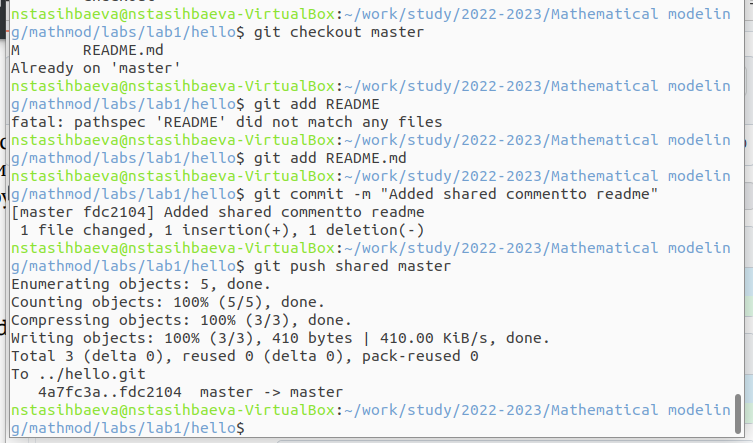 nstasihbaeva@nstasihbaeva-VirtualBox:~/work/study/2022-2023/Mathematical modelin
g/mathmod/labs/lab1/hello$ git checkout master
M       README.md
Already on 'master'
nstasihbaeva@nstasihbaeva-VirtualBox:~/work/study/2022-2023/Mathematical modelin
g/mathmod/labs/lab1/hello$ git add README
fatal: pathspec 'README' did not match any files
nstasihbaeva@nstasihbaeva-VirtualBox:~/work/study/2022-2023/Mathematical modelin
g/mathmod/labs/lab1/hello$ git add README.md
nstasihbaeva@nstasihbaeva-VirtualBox:~/work/study/2022-2023/Mathematical modelin
g/mathmod/labs/lab1/hello$ git commit -m "Added shared commentto readme"
[master fdc2104] Added shared commentto readme
 1 file changed, 1 insertion(+), 1 deletion(-)
nstasihbaeva@nstasihbaeva-VirtualBox:~/work/study/2022-2023/Mathematical modelin
g/mathmod/labs/lab1/hello$ git push shared master
Enumerating objects: 5, done.
Counting objects: 100% (5/5), done.
Compressing objects: 100% (3/3), done.
Writing objects: 100% (3/3), 410 bytes | 410.00 KiB/s, done.
Total 3 (delta 0), reused 0 (delta 0), pack-reused 0
To ../hello.git
   4a7fc3a..fdc2104  master -> master
nstasihbaeva@nstasihbaeva-VirtualBox:~/work/study/2022-2023/Mathematical modelin
g/mathmod/labs/lab1/hello$